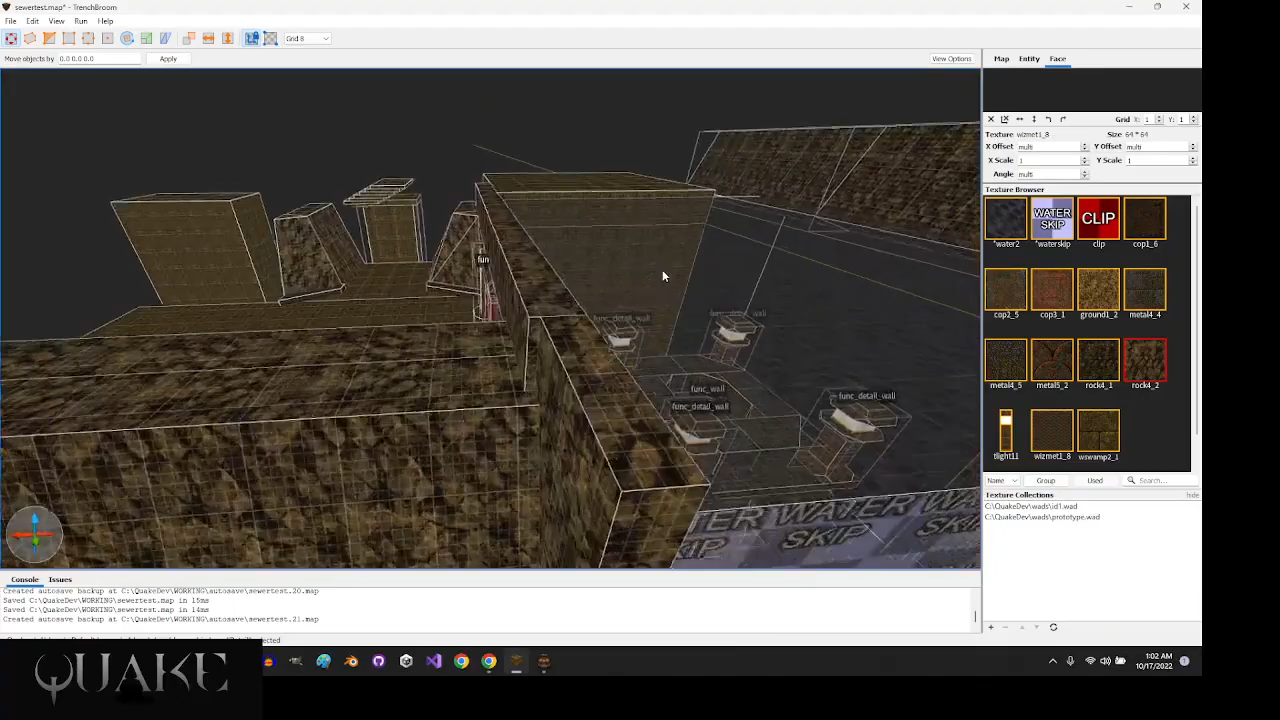 sewertest.map* - TrenchBroom
File Edit View Run Help
Grid 8
Move objects by 0.0 0.0 0.0 Apply View Options
Map Entity Face
Grid X: 1 Y: 1
Texture wizmet1_8 Size 64 * 64
X Offset multi Y Offset multi
X Scale 1 Y Scale 1
Angle multi
Texture Browser
WATER SKIP CLIP
*water2 *waterskip clip cop1_6
cop2_5 cop3_1 ground1_2 metal4_4
metal4_5 metal5_2 rock4_1 rock4_2
tlight11 wizmet1_8 wswamp2_1
Name Group Used Search...
Texture Collections hide
C:\QuakeDev\wads\id1.wad
C:\QuakeDev\wads\prototype.wad
fun
func_detail_wall
func_wall
func_detail_wall
func_detail_wall
WATER WATER
SKIP SKIP
Console Issues
Created autosave backup at C:\QuakeDev\WORKING\autosave\sewertest.20.map
Saved C:\QuakeDev\WORKING\sewertest.map in 15ms
Saved C:\QuakeDev\WORKING\sewertest.map in 14ms
Created autosave backup at C:\QuakeDev\WORKING\autosave\sewertest.21.map
QUAKE
1:02 AM
10/17/2022
1